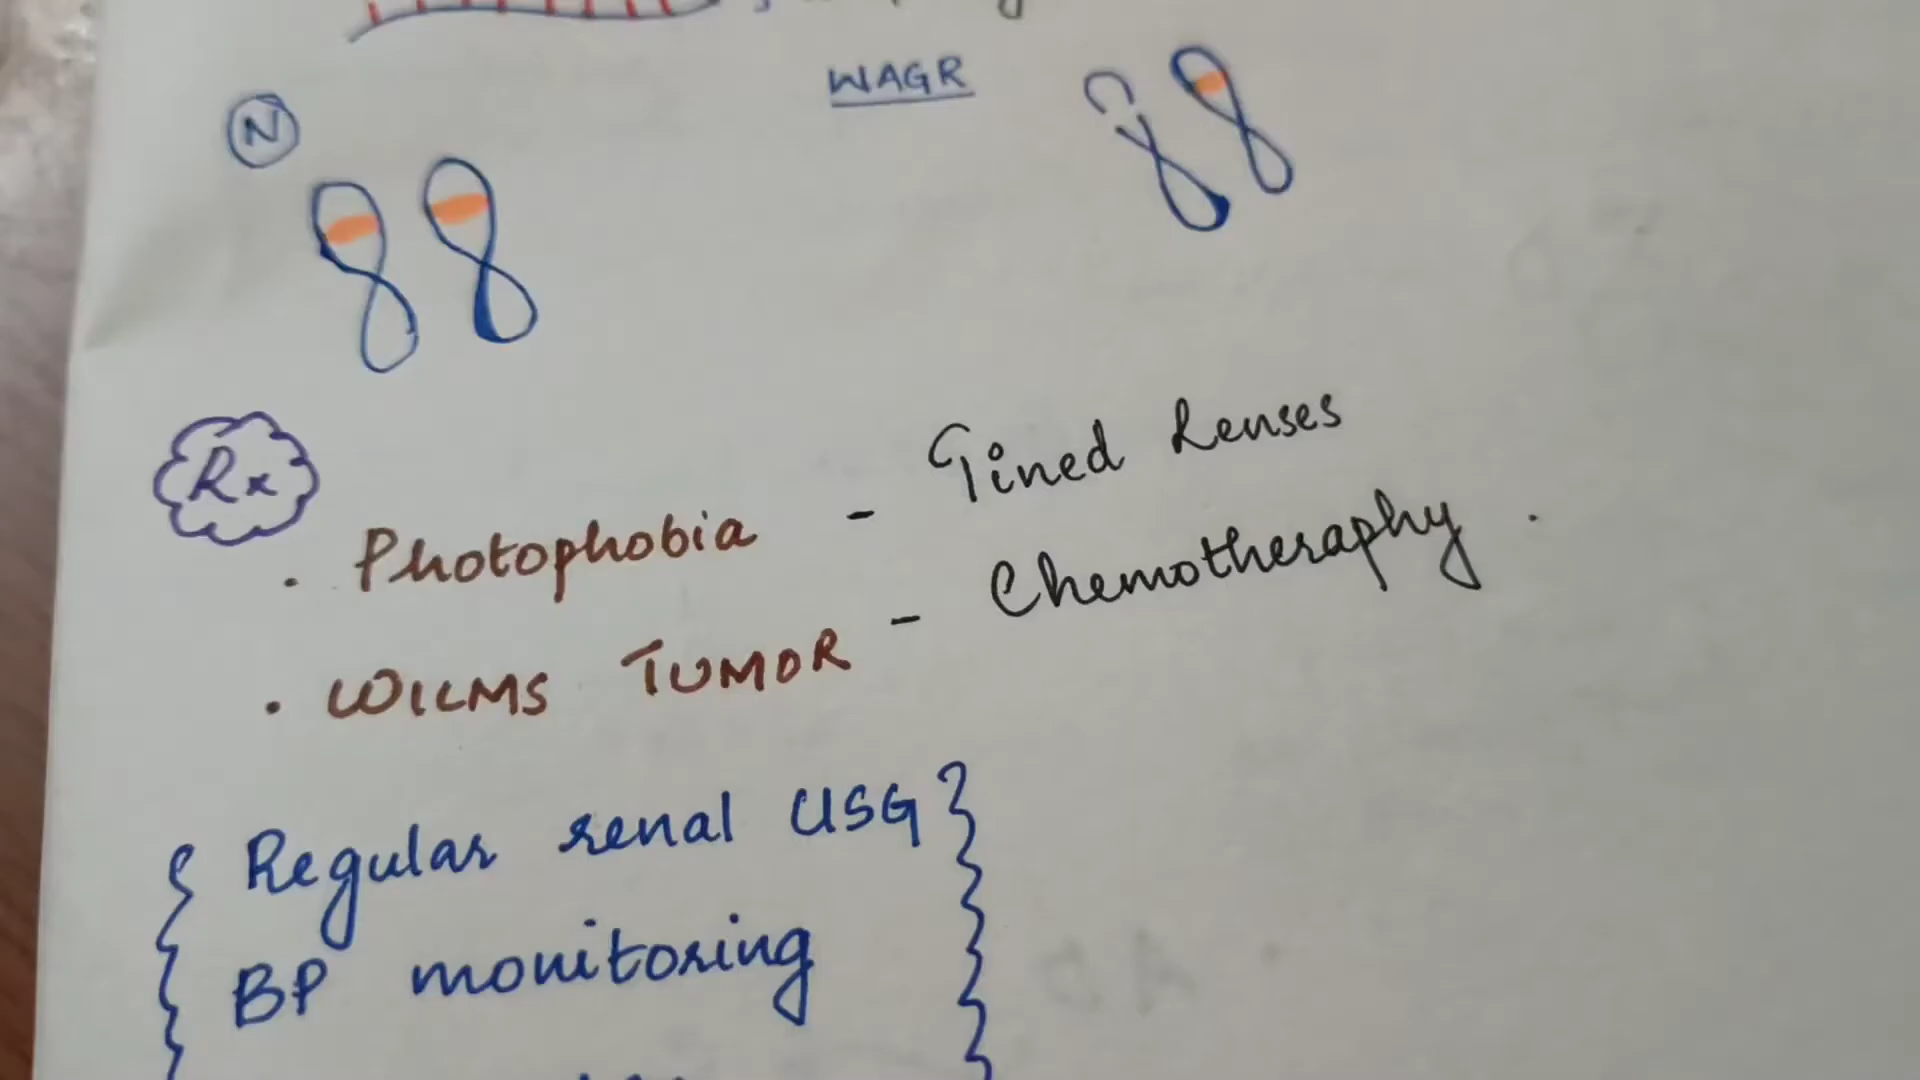 WAGR
N
Rx
. Photophobia - Tined Lenses
. WILMS TUMOR - Chemotheraphy .
{ Regular renal USG }
BP monitoring